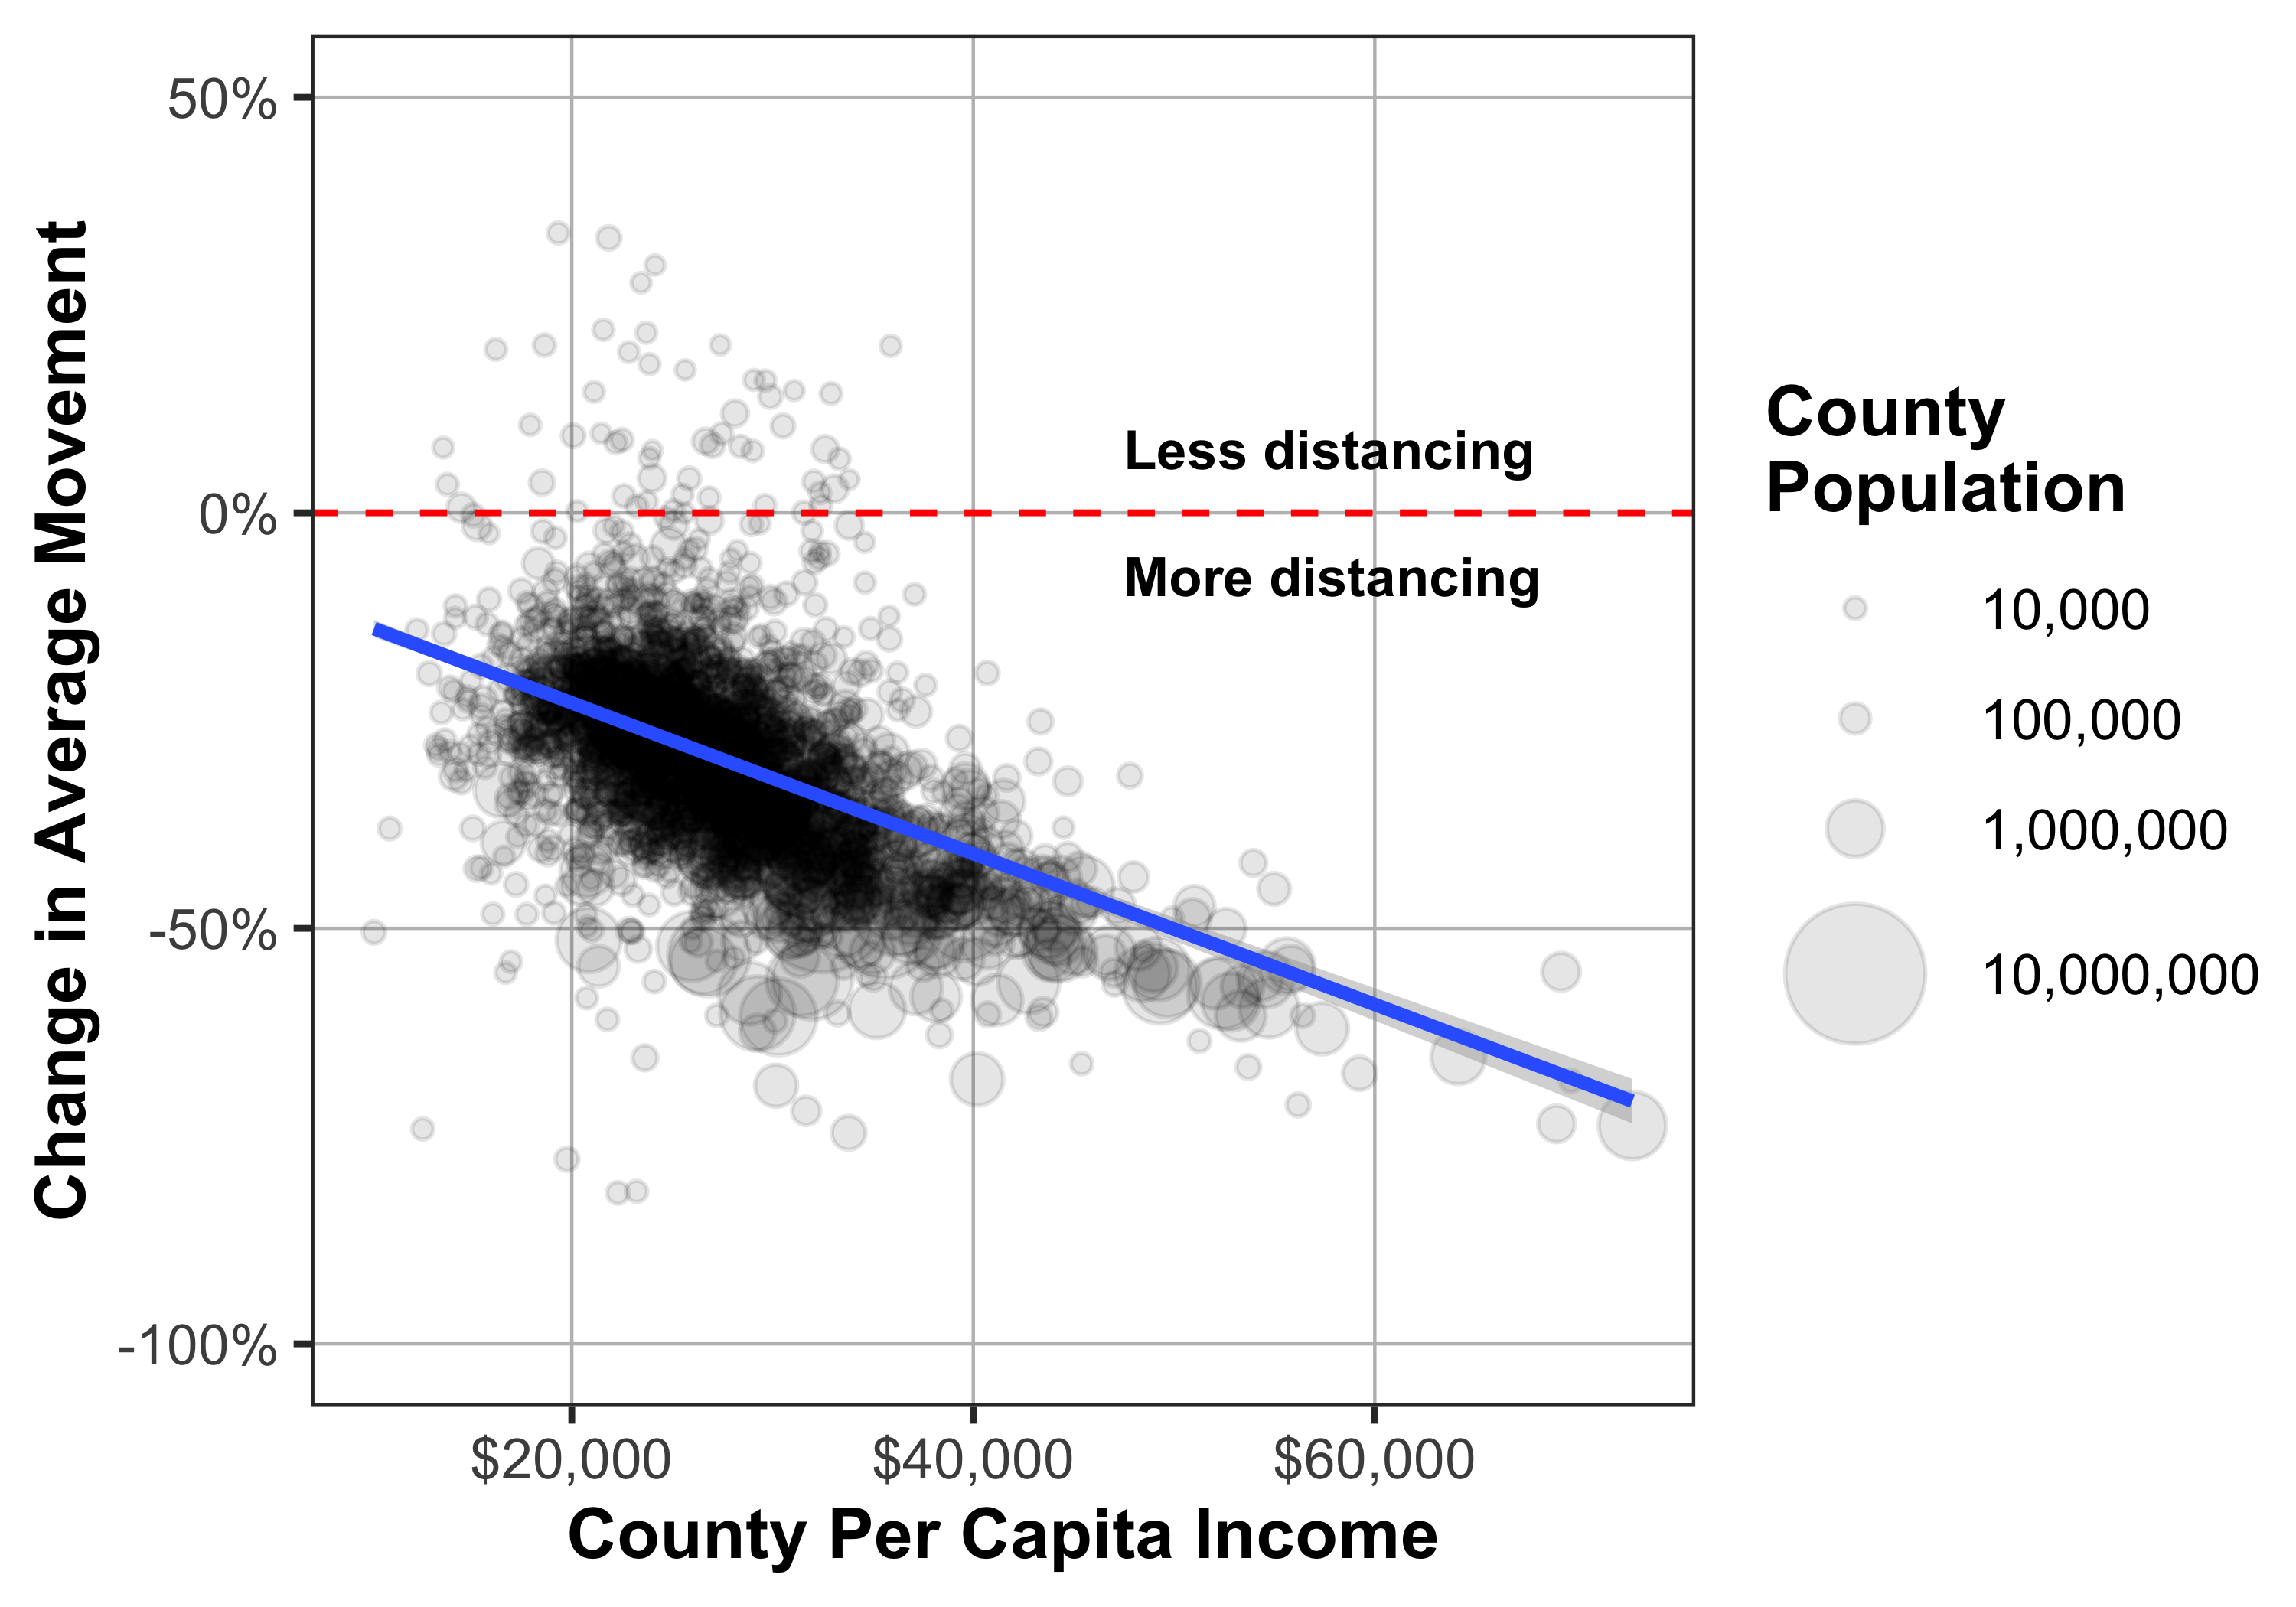 Change in Average Movement
50%
0%
-50%
-100%
Less distancing
More distancing
$20,000
$40,000
$60,000
County Per Capita Income
County
Population
10,000
100,000
1,000,000
10,000,000